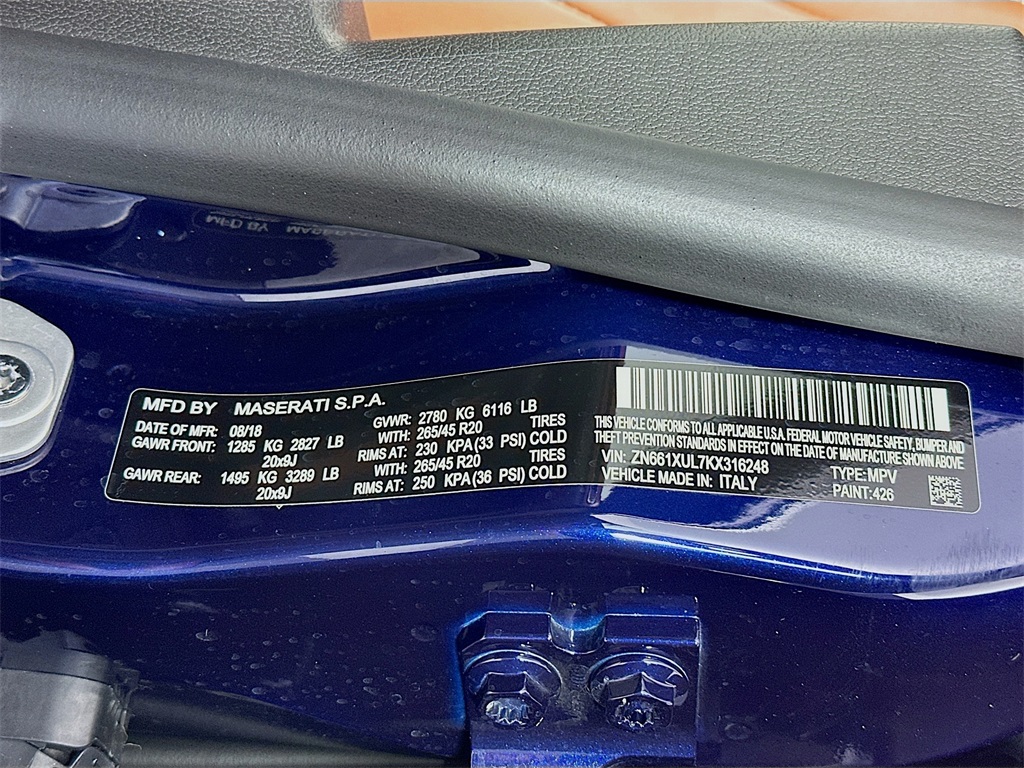 MFD BY MASERATI S.P.A.
DATE OF MFR: 08/18 GVWR: 2780 KG 6116 LB
GAWR FRONT: 1285 KG 2827 LB WITH: 265/45 R20 TIRES
20x9J RIMS AT: 230 KPA (33 PSI) COLD
GAWR REAR: 1495 KG 3289 LB WITH: 265/45 R20 TIRES
20x9J RIMS AT: 250 KPA (36 PSI) COLD
THIS VEHICLE CONFORMS TO ALL APPLICABLE U.S.A. FEDERAL MOTOR VEHICLE SAFETY, BUMPER AND
THEFT PREVENTION STANDARDS IN EFFECT ON THE DATE OF MANUFACTURE SHOWN ABOVE
VIN: ZN661XUL7KX316248 TYPE:MPV
VEHICLE MADE IN: ITALY PAINT:426